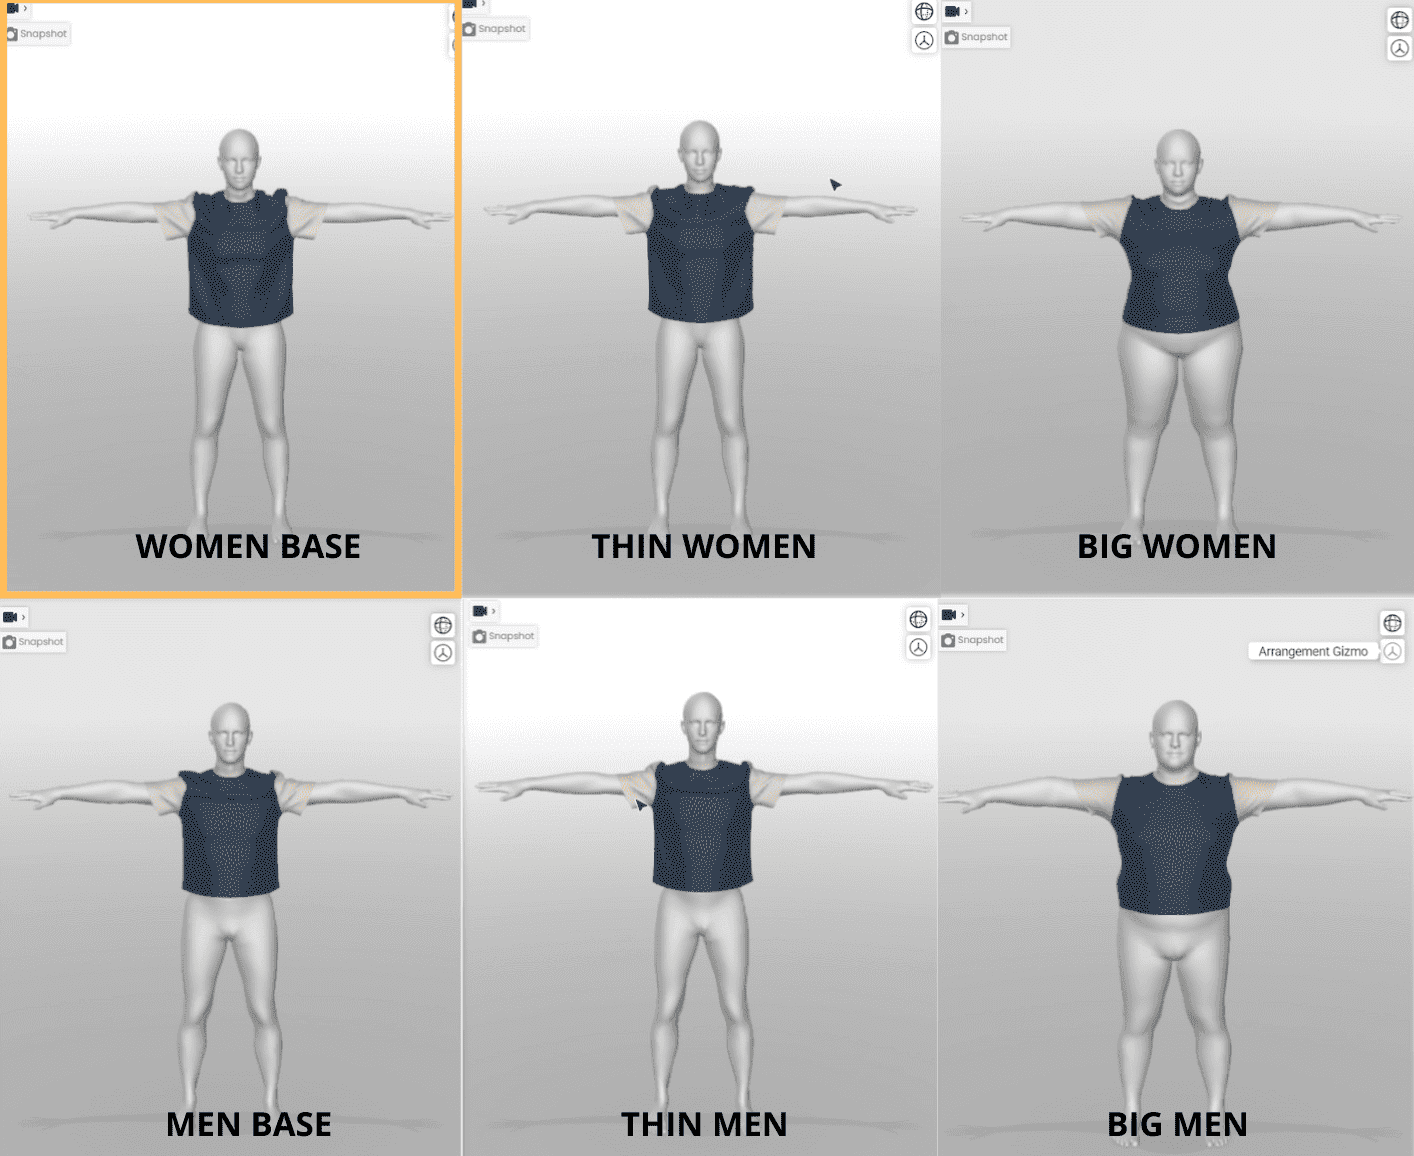 Snapshot
Snapshot
Snapshot
WOMEN BASE
THIN WOMEN
BIG WOMEN
Snapshot
Snapshot
Snapshot
Arrangement Gizmo
MEN BASE
THIN MEN
BIG MEN